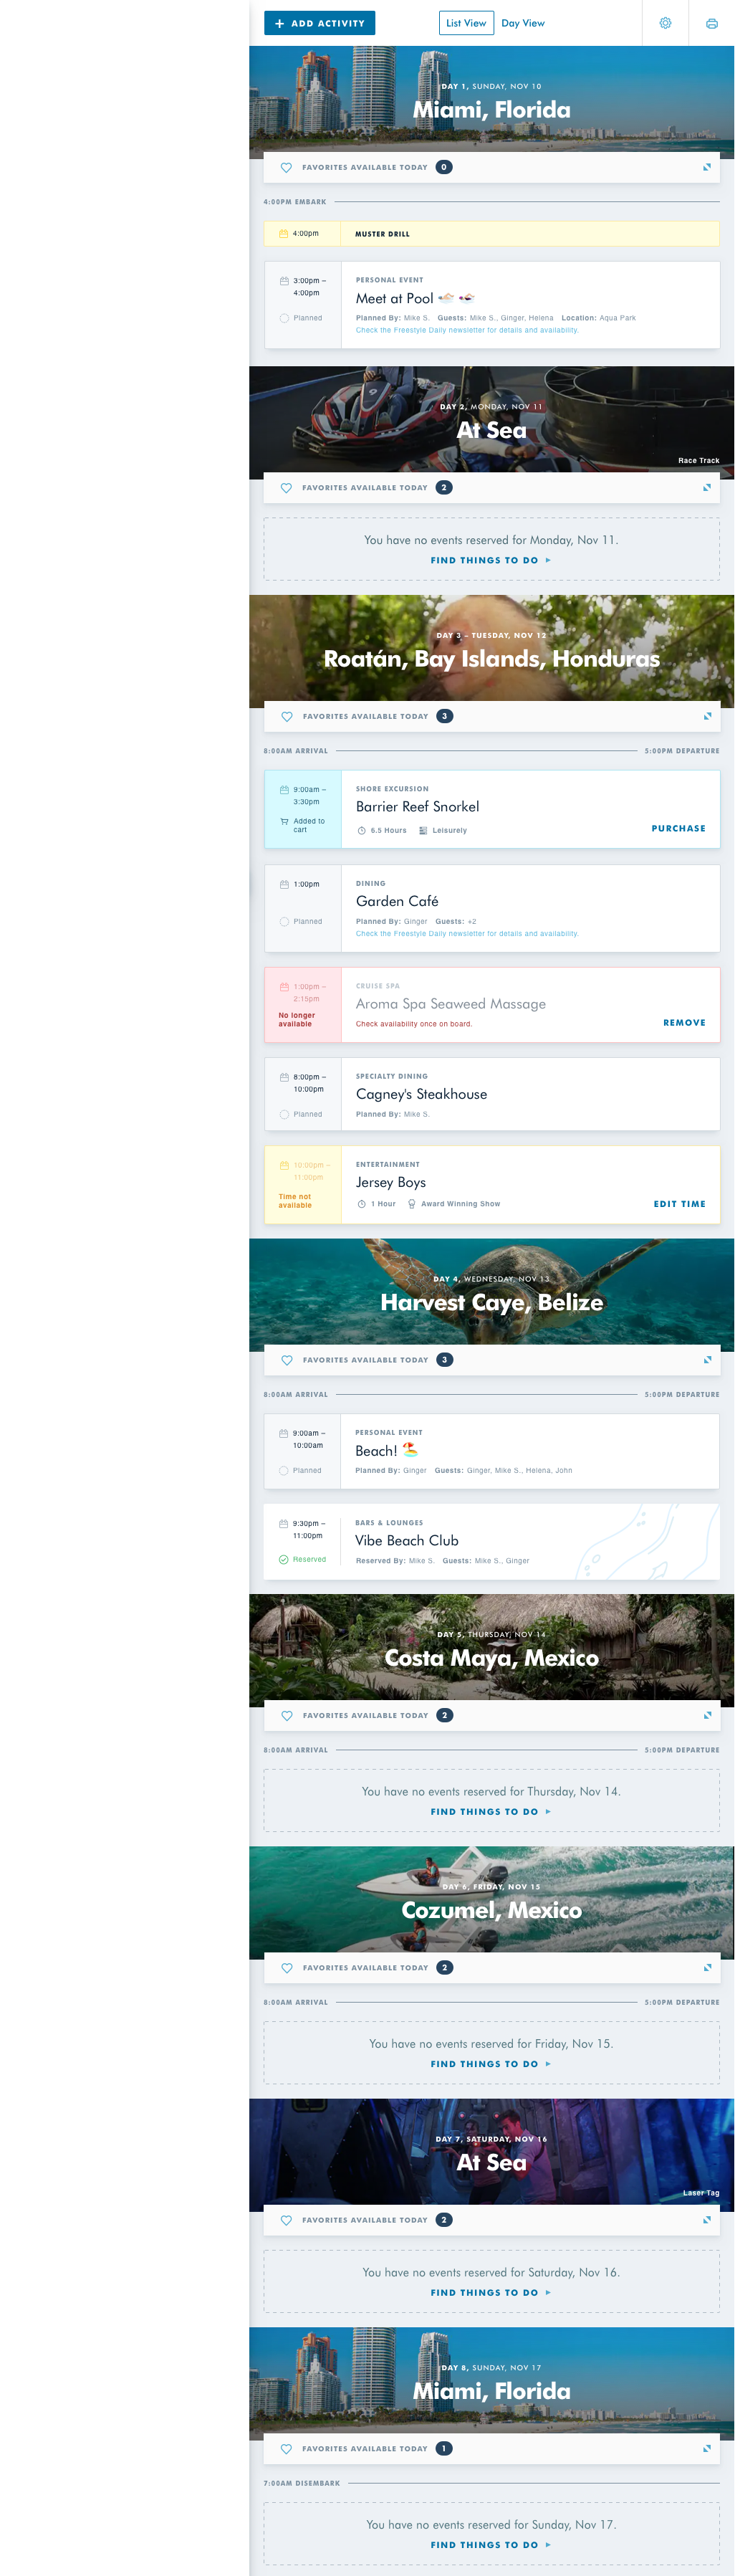 ADD ACTIVITY
List View
Day View
DAY 1, SUNDAY, NOV 10
Miami, Florida
FAVORITES AVAILABLE TODAY 0
4:00PM EMBARK
4:00pm
MUSTER DRILL
3:00pm –
4:00pm
Planned
PERSONAL EVENT
Meet at Pool
Planned By: Mike S. Guests: Mike S., Ginger, Helena Location: Aqua Park
Check the Freestyle Daily newsletter for details and availability.
DAY 2, MONDAY, NOV 11
At Sea
Race Track
FAVORITES AVAILABLE TODAY 2
You have no events reserved for Monday, Nov 11.
FIND THINGS TO DO
DAY 3 – TUESDAY, NOV 12
Roatán, Bay Islands, Honduras
FAVORITES AVAILABLE TODAY 3
8:00AM ARRIVAL
5:00PM DEPARTURE
9:00am –
3:30pm
Added to
cart
SHORE EXCURSION
Barrier Reef Snorkel
6.5 Hours
Leisurely
PURCHASE
1:00pm
Planned
DINING
Garden Café
Planned By: Ginger Guests: +2
Check the Freestyle Daily newsletter for details and availability.
1:00pm –
2:15pm
No longer
available
CRUISE SPA
Aroma Spa Seaweed Massage
Check availability once on board.
REMOVE
8:00pm –
10:00pm
Planned
SPECIALTY DINING
Cagney's Steakhouse
Planned By: Mike S.
10:00pm –
11:00pm
Time not
available
ENTERTAINMENT
Jersey Boys
1 Hour
Award Winning Show
EDIT TIME
DAY 4, WEDNESDAY, NOV 13
Harvest Caye, Belize
FAVORITES AVAILABLE TODAY 3
8:00AM ARRIVAL
5:00PM DEPARTURE
9:00am –
10:00am
Planned
PERSONAL EVENT
Beach!
Planned By: Ginger Guests: Ginger, Mike S., Helena, John
9:30pm –
11:00pm
Reserved
BARS & LOUNGES
Vibe Beach Club
Reserved By: Mike S. Guests: Mike S., Ginger
DAY 5, THURSDAY, NOV 14
Costa Maya, Mexico
FAVORITES AVAILABLE TODAY 2
8:00AM ARRIVAL
5:00PM DEPARTURE
You have no events reserved for Thursday, Nov 14.
FIND THINGS TO DO
DAY 6, FRIDAY, NOV 15
Cozumel, Mexico
FAVORITES AVAILABLE TODAY 2
8:00AM ARRIVAL
5:00PM DEPARTURE
You have no events reserved for Friday, Nov 15.
FIND THINGS TO DO
DAY 7, SATURDAY, NOV 16
At Sea
Laser Tag
FAVORITES AVAILABLE TODAY 2
You have no events reserved for Saturday, Nov 16.
FIND THINGS TO DO
DAY 8, SUNDAY, NOV 17
Miami, Florida
FAVORITES AVAILABLE TODAY 1
7:00AM DISEMBARK
You have no events reserved for Sunday, Nov 17.
FIND THINGS TO DO